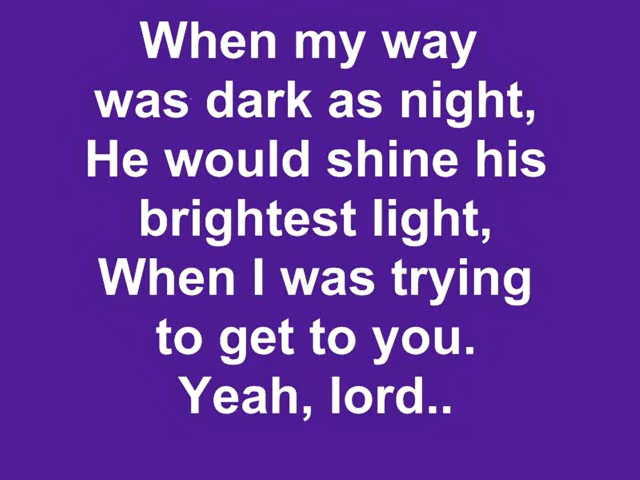 When my way
was dark as night,
He would shine his
brightest light,
When I was trying
to get to you.
Yeah, lord..